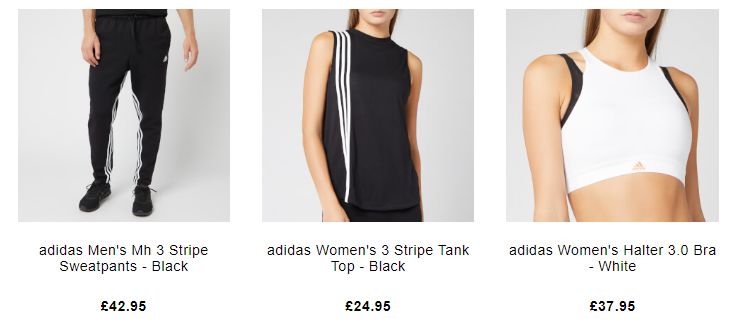 adidas Men's Mh 3 Stripe
Sweatpants - Black
£42.95
adidas Women's 3 Stripe Tank
Top - Black
£24.95
adidas Women's Halter 3.0 Bra
- White
£37.95